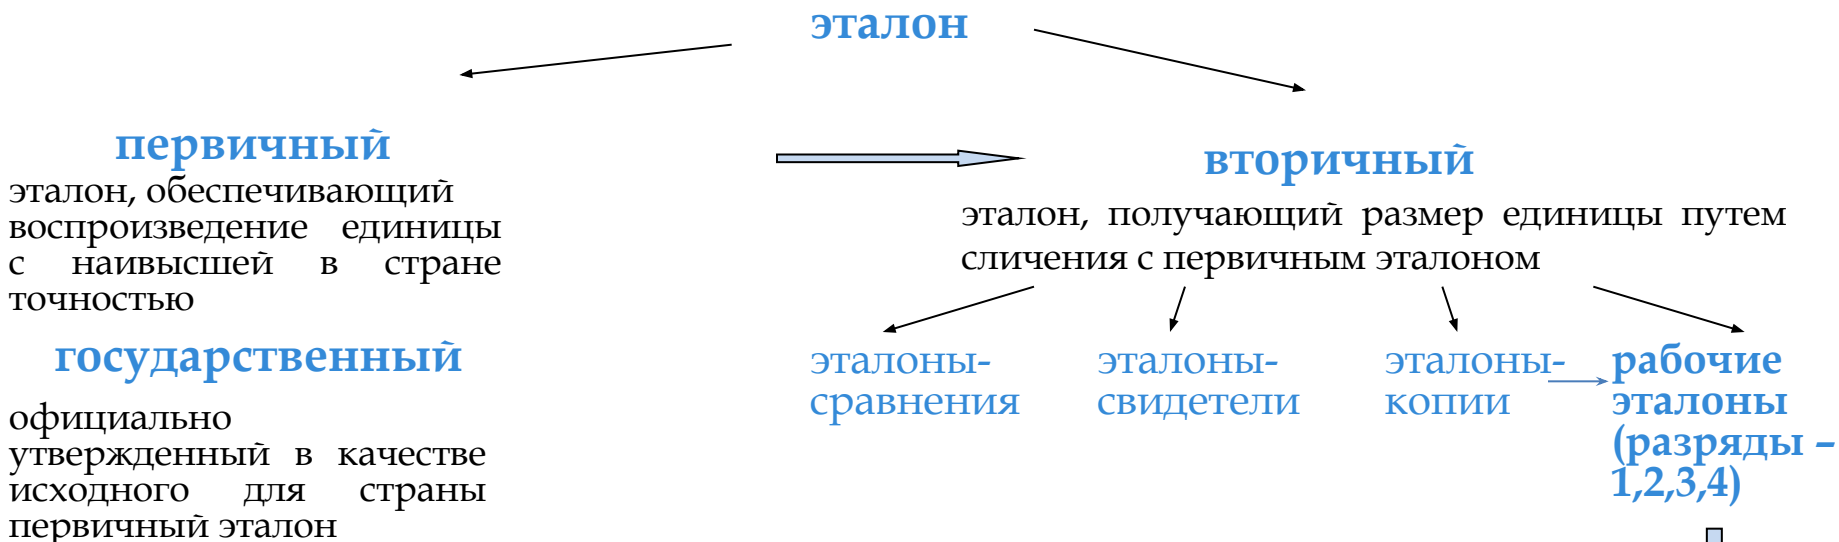 эталон
первичный
эталон, обеспечивающий
воспроизведение единицы
с наивысшей в стране
точностью
государственный
официально
утвержденный в качестве
исходного для страны
первичный эталон
вторичный
эталон, получающий размер единицы путем
сличения с первичным эталоном
эталоны-
сравнения
эталоны-
свидетели
эталоны-
копии
рабочие
эталоны
(разряды –
1,2,3,4)